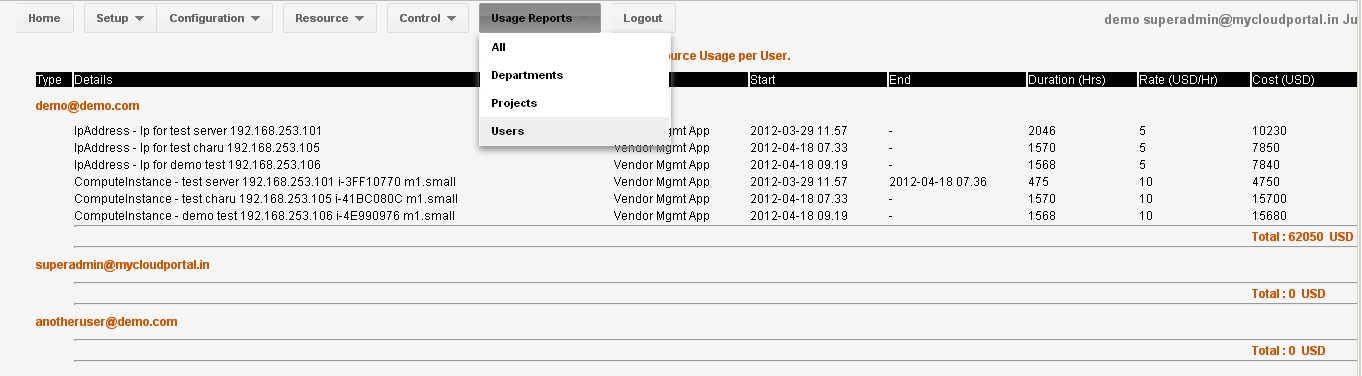 Home Setup Configuration Resource Control Usage Reports Logout demo superadmin@mycloudportal.in Ju
All
Departments
Projects
Users
Usage per User.
Type Details Start End Duration (Hrs) Rate (USD/Hr) Cost (USD)
demo@demo.com
IpAddress - Ip for test server 192.168.253.101 Mgmt App 2012-03-29 11.57 - 2046 5 10230
IpAddress - Ip for test charu 192.168.253.105 Vendor Mgmt App 2012-04-18 07.33 - 1570 5 7850
IpAddress - Ip for demo test 192.168.253.106 Vendor Mgmt App 2012-04-18 09.19 - 1568 5 7840
ComputeInstance - test server 192.168.253.101 i-3FF10770 m1.small Vendor Mgmt App 2012-03-29 11.57 2012-04-18 07.36 475 10 4750
ComputeInstance - test charu 192.168.253.105 i-41BC080C m1.small Vendor Mgmt App 2012-04-18 07.33 - 1570 10 15700
ComputeInstance - demo test 192.168.253.106 i-4E990976 m1.small Vendor Mgmt App 2012-04-18 09.19 - 1568 10 15680
Total : 62050 USD
superadmin@mycloudportal.in
Total : 0 USD
anotheruser@demo.com
Total : 0 USD